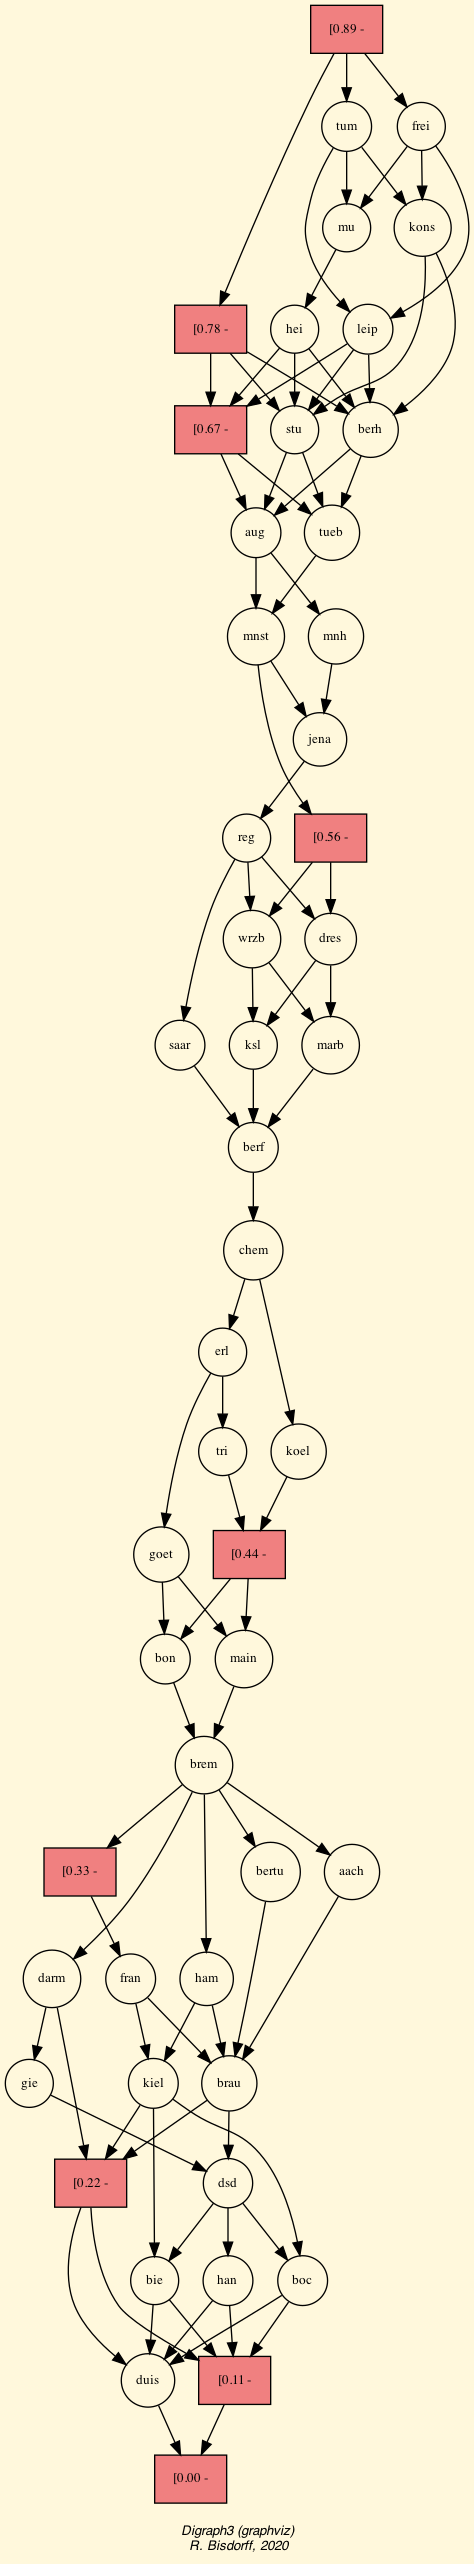 [0.89 -
tum
frei
mu
kons
[0.78 -
hei
leip
[0.67 -
stu
berh
aug
tueb
mnst
mnh
jena
reg
[0.56 -
wrzb
dres
saar
ksl
marb
berf
chem
erl
tri
koel
goet
[0.44 -
bon
main
brem
[0.33 -
bertu
aach
darm
fran
ham
gie
kiel
brau
[0.22 -
dsd
bie
han
boc
duis
[0.11 -
[0.00 -
Digraph3 (graphviz)
R. Bisdorff, 2020